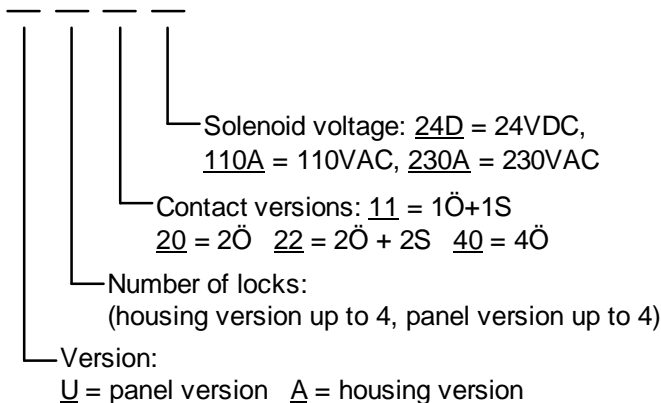 Solenoid voltage: 24D = 24VDC,
110A = 110VAC, 230A = 230VAC
Contact versions: 11 = 1Ö+1S
20 = 2Ö 22 = 2Ö + 2S 40 = 4Ö
Number of locks:
(housing version up to 4, panel version up to 4)
Version:
U = panel version A = housing version